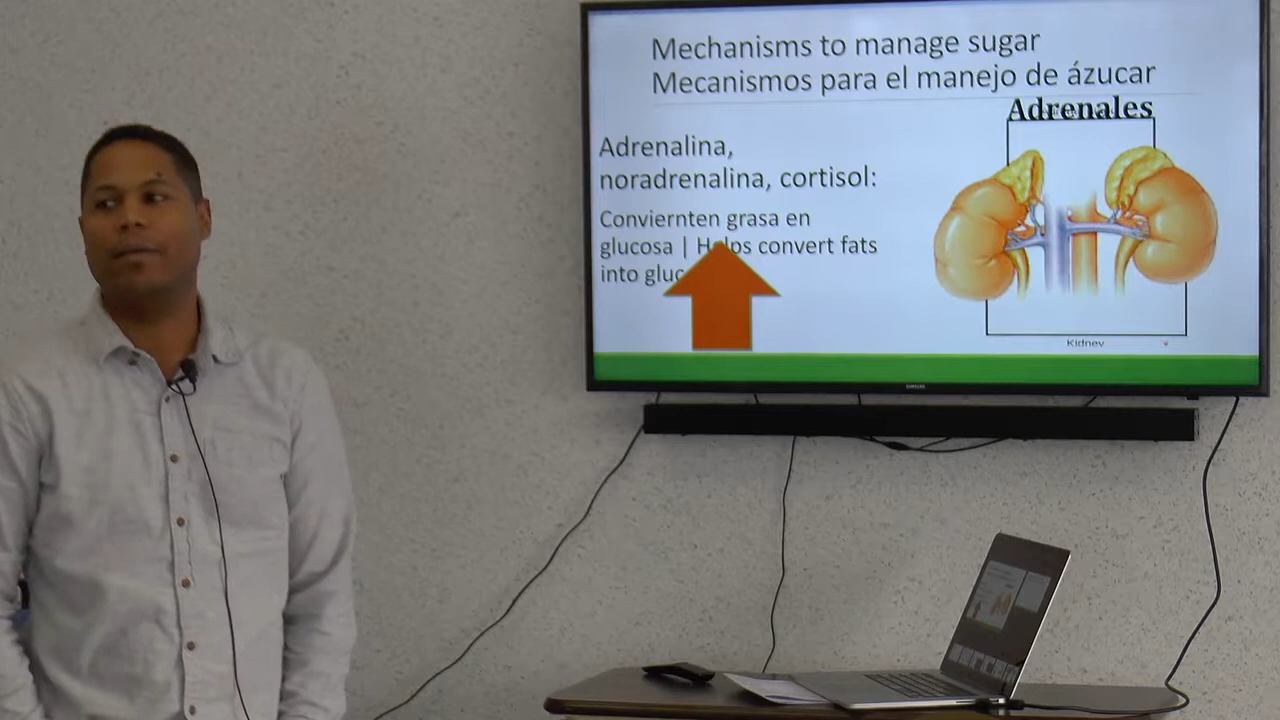 Mechanisms to manage sugar
Mecanismos para el manejo de ázucar
Adrenales
Adrenalina,
noradrenalina, cortisol:
Conviernten grasa en
glucosa | Helps convert fats
into gluc
Kidney
SAMSUNG